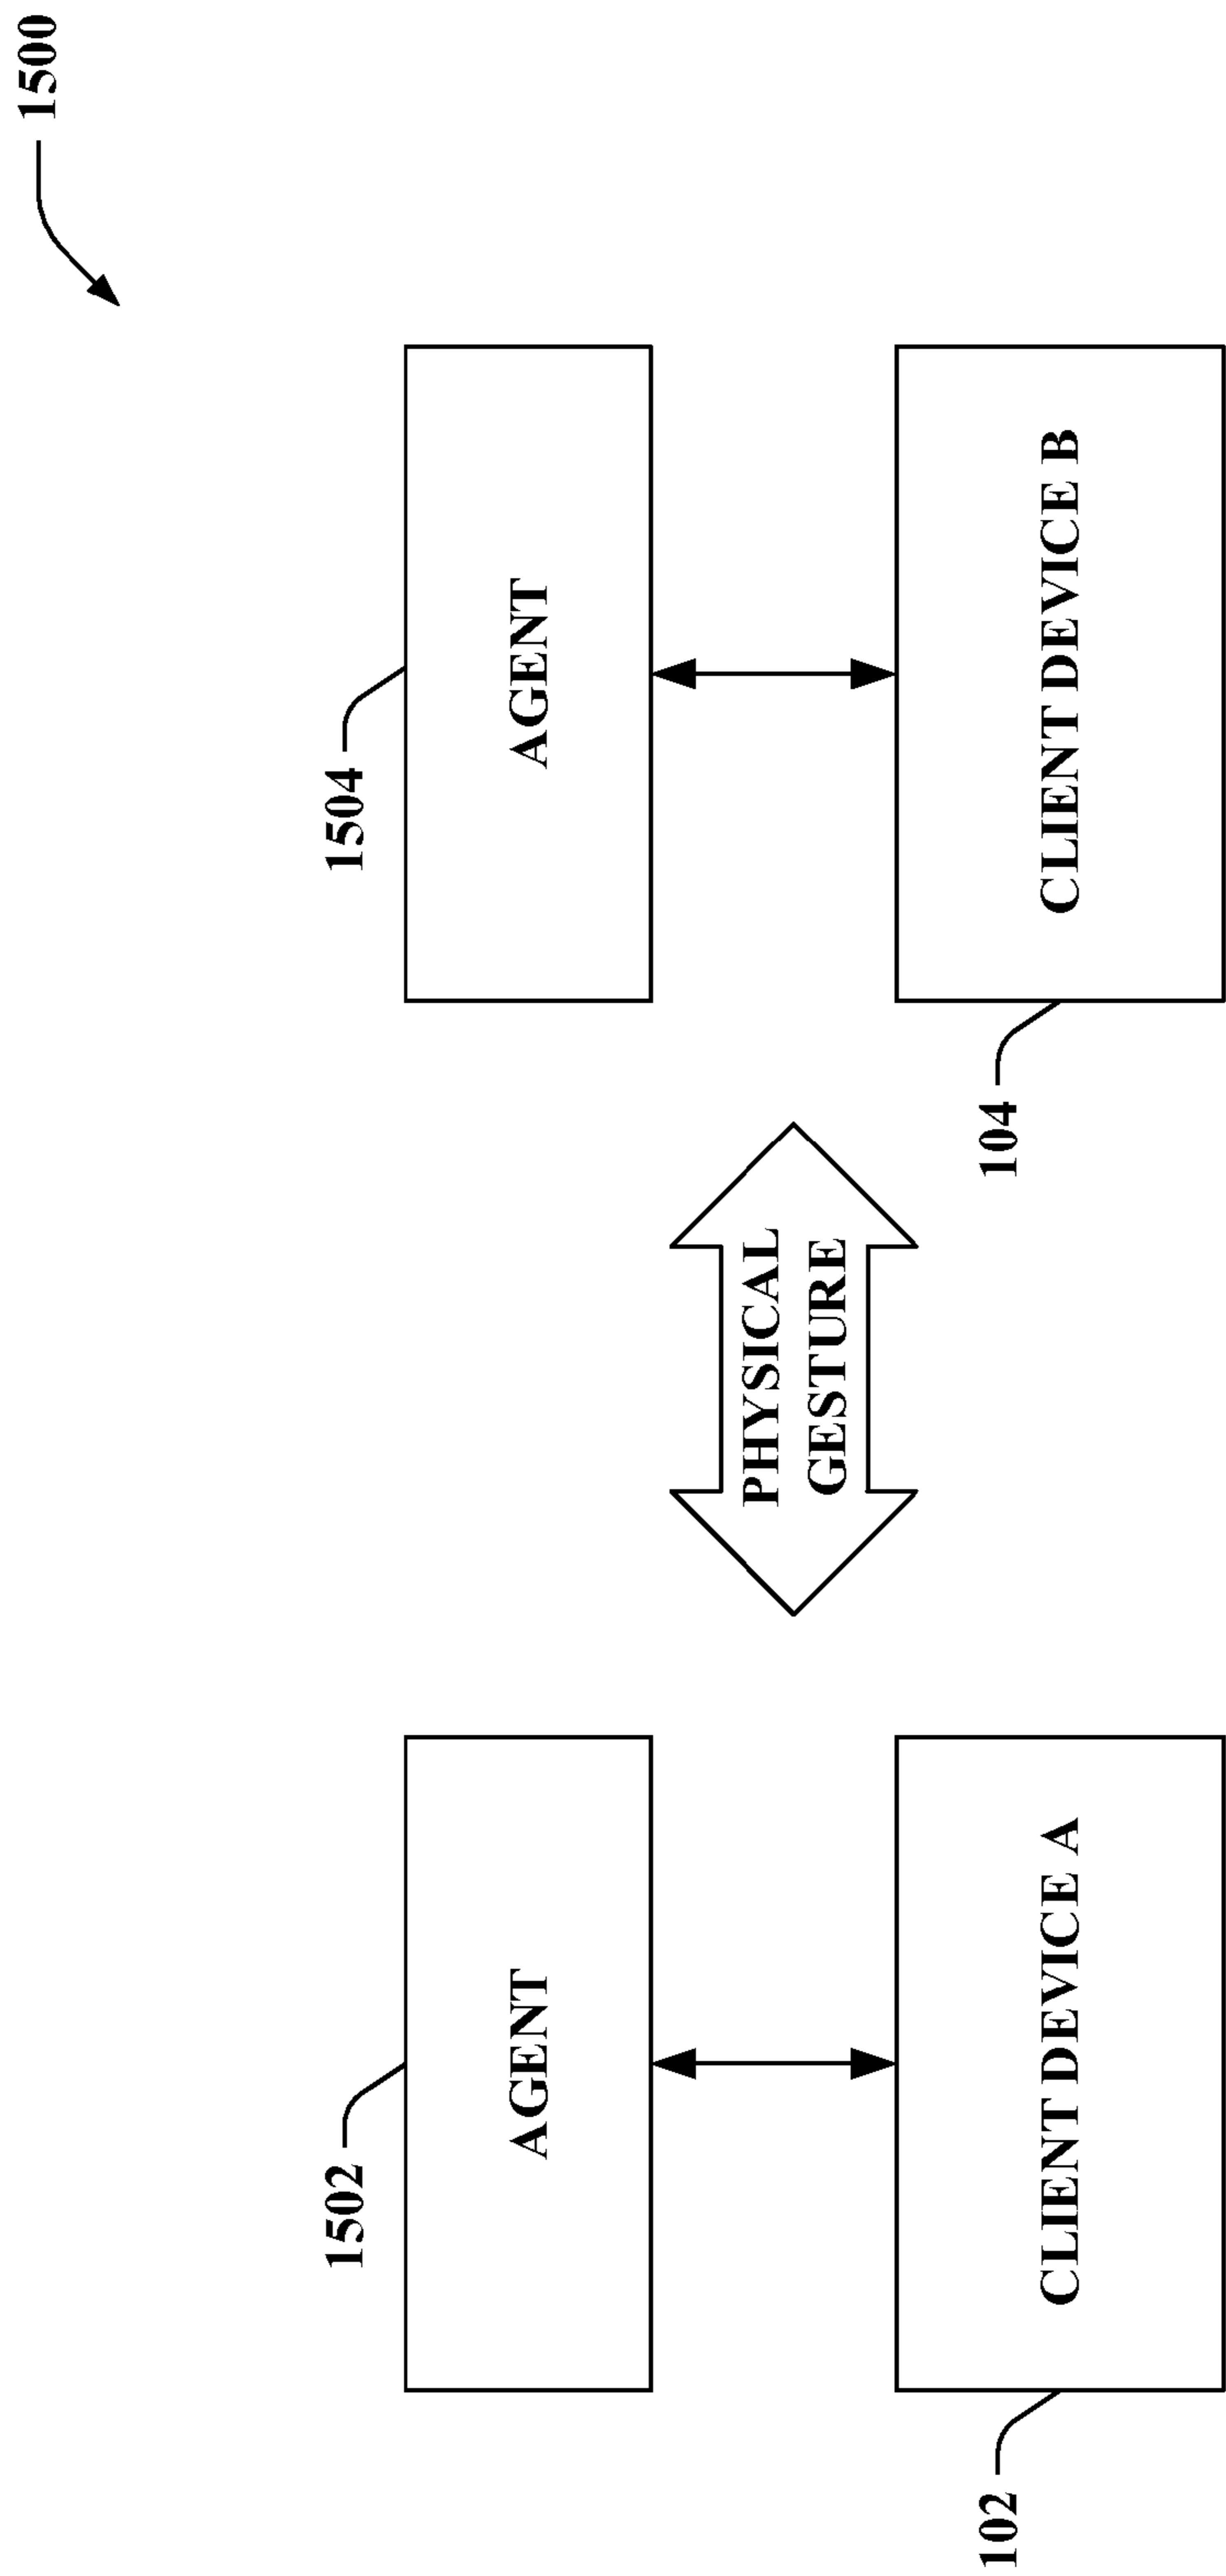 1500
1502
1504
AGENT
AGENT
PHYSICAL
GESTURE
102
104
CLIENT DEVICE A
CLIENT DEVICE B